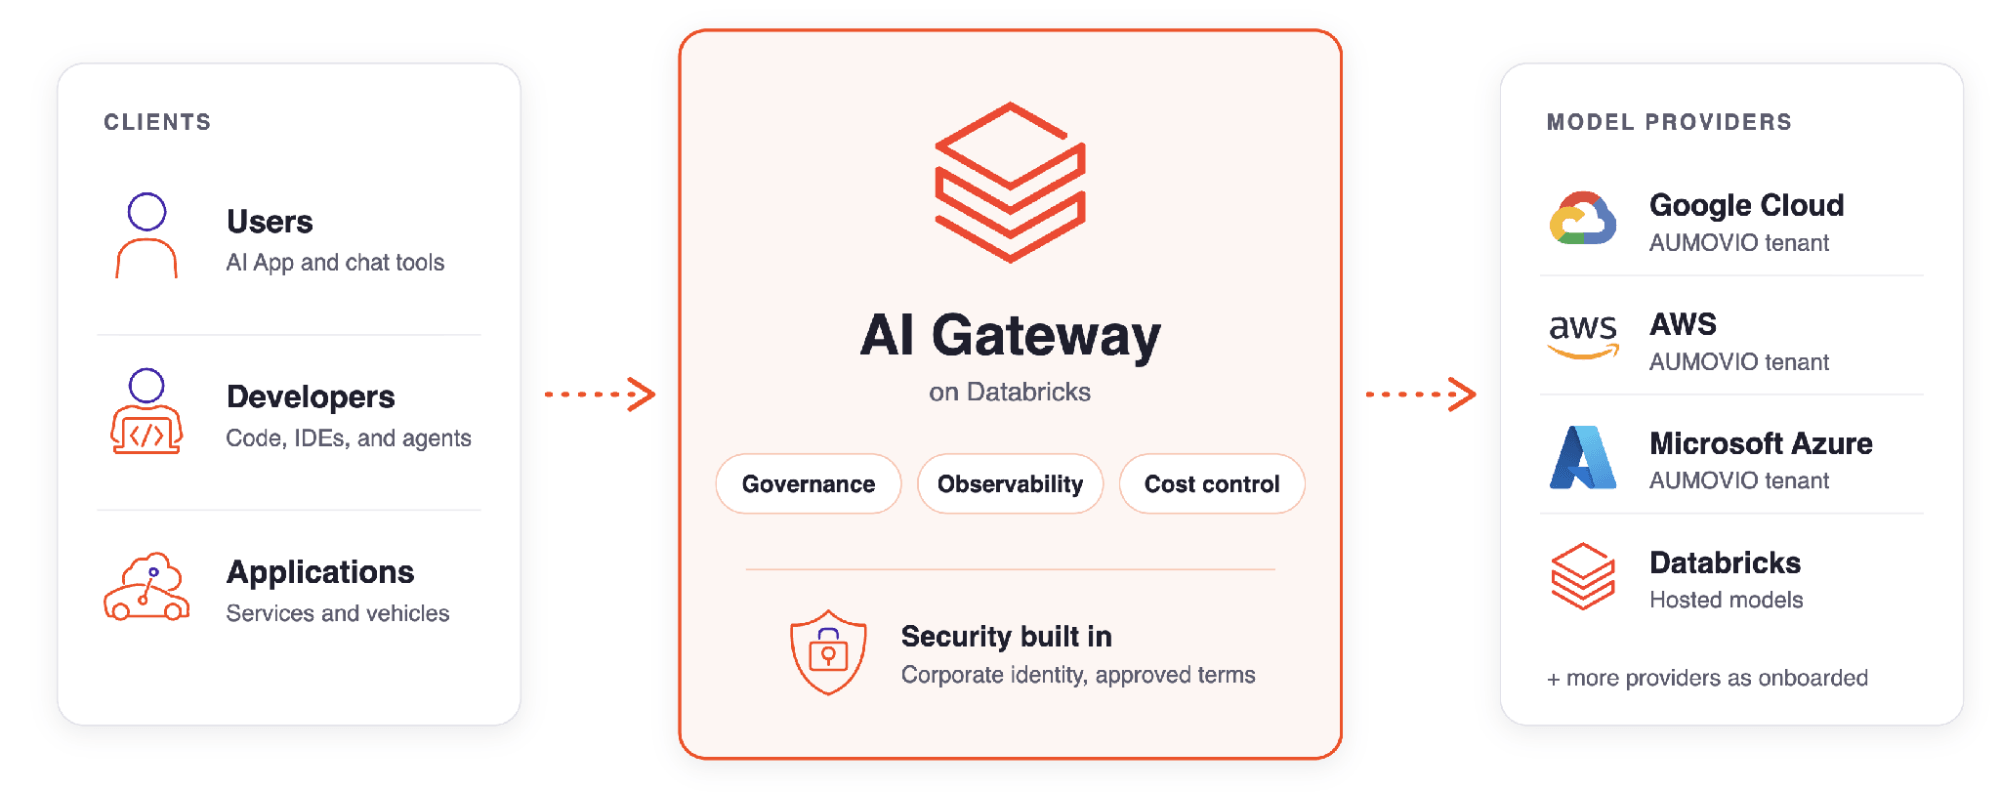 CLIENTS
Users
AI App and chat tools
Developers
</>
Code, IDEs, and agents
Applications
Services and vehicles
AI Gateway
on Databricks
Governance
Observability
Cost control
Security built in
Corporate identity, approved terms
MODEL PROVIDERS
Google Cloud
AUMOVIO tenant
aws
AWS
AUMOVIO tenant
Microsoft Azure
AUMOVIO tenant
Databricks
Hosted models
+ more providers as onboarded